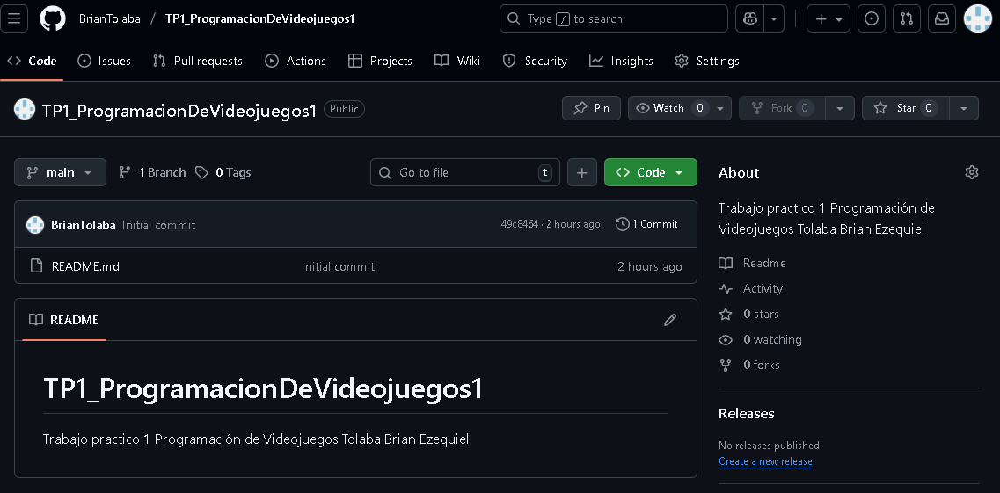 BrianTolaba / TP1_ProgramacionDeVideojuegos1
Type / to search
Code Issues Pull requests Actions Projects Wiki Security Insights Settings
TP1_ProgramacionDeVideojuegos1 Public
Pin Watch 0 Fork 0 Star 0
main 1 Branch 0 Tags
Go to file t
Code
BrianTolaba Initial commit 49c8464 · 2 hours ago 1 Commit
README.md Initial commit 2 hours ago
README
TP1_ProgramacionDeVideojuegos1
Trabajo practico 1 Programación de Videojuegos Tolaba Brian Ezequiel
About
Trabajo practico 1 Programación de
Videojuegos Tolaba Brian Ezequiel
Readme
Activity
0 stars
0 watching
0 forks
Releases
No releases published
Create a new release